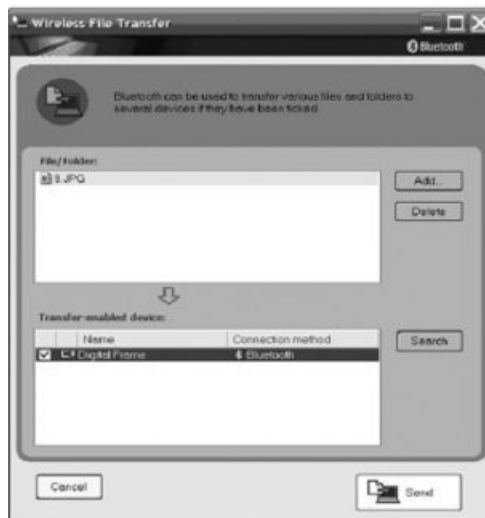 Wireless File Transfer
Bluetooth
Bluetooth can be used to transfer various files and folders to
several devices if they have been ticked.
File/Folder:
9.JPG
Add...
Delete
Transfer-enabled device:
Name Connection method
Digital Frame Bluetooth
Search
Cancel
Send